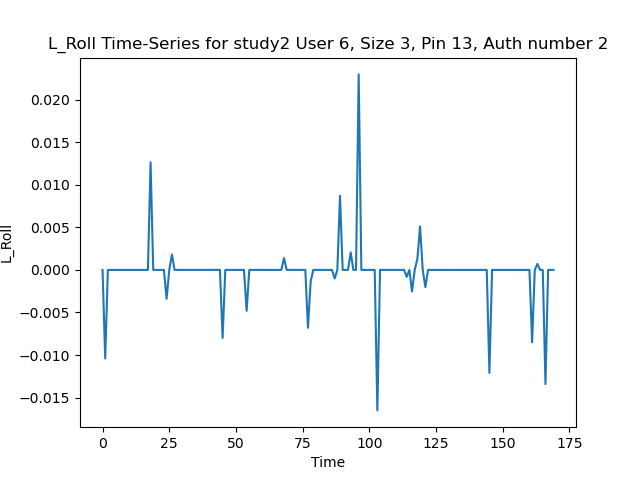 L_Roll Time-Series for study2 User 6, Size 3, Pin 13, Auth number 2
0.020
0.015
0.010
0.005
0.000
−0.005
−0.010
−0.015
L_Roll
0 25 50 75 100 125 150 175
Time